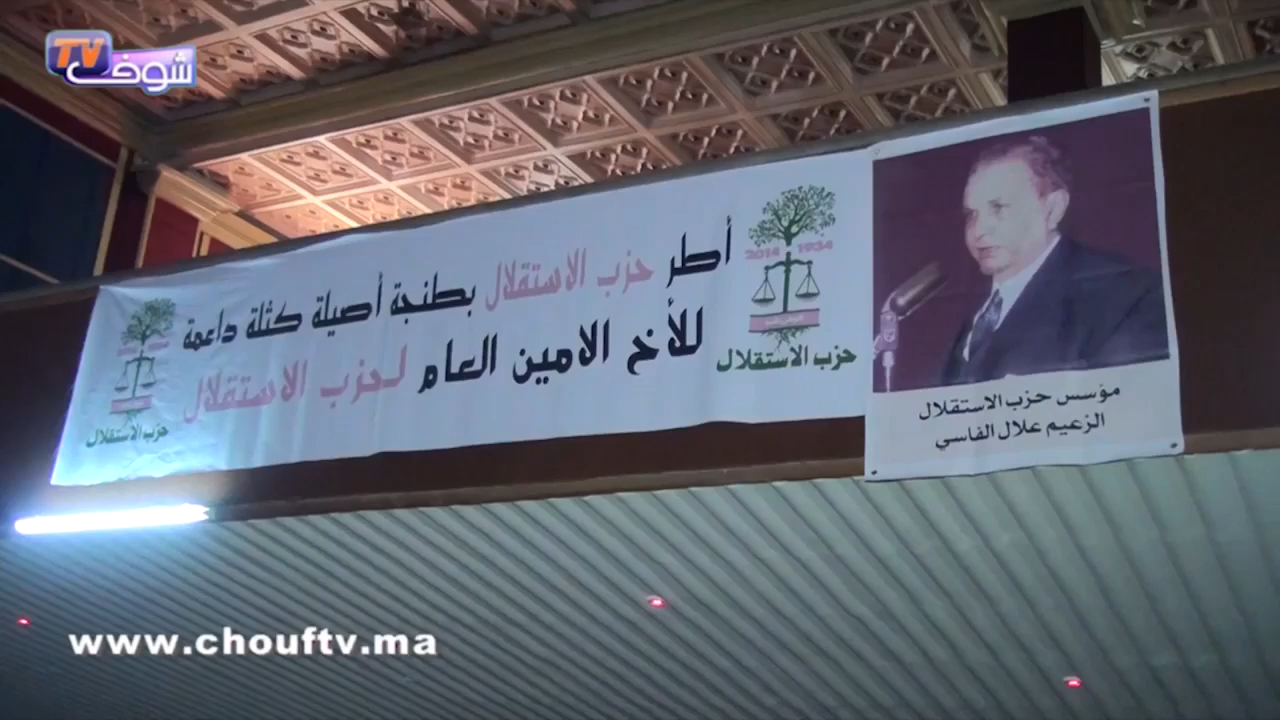 TV
شوف
أطر حزب الاستقلال بطنجة أصيلة كتلة داعمة
للأخ الامين العام لـحزب الاستقلال
2014 1934
حزب الاستقلال
حزب الاستقلال
مؤسس حزب الاستقلال
الزعيم علال الفاسي
www.chouftv.ma